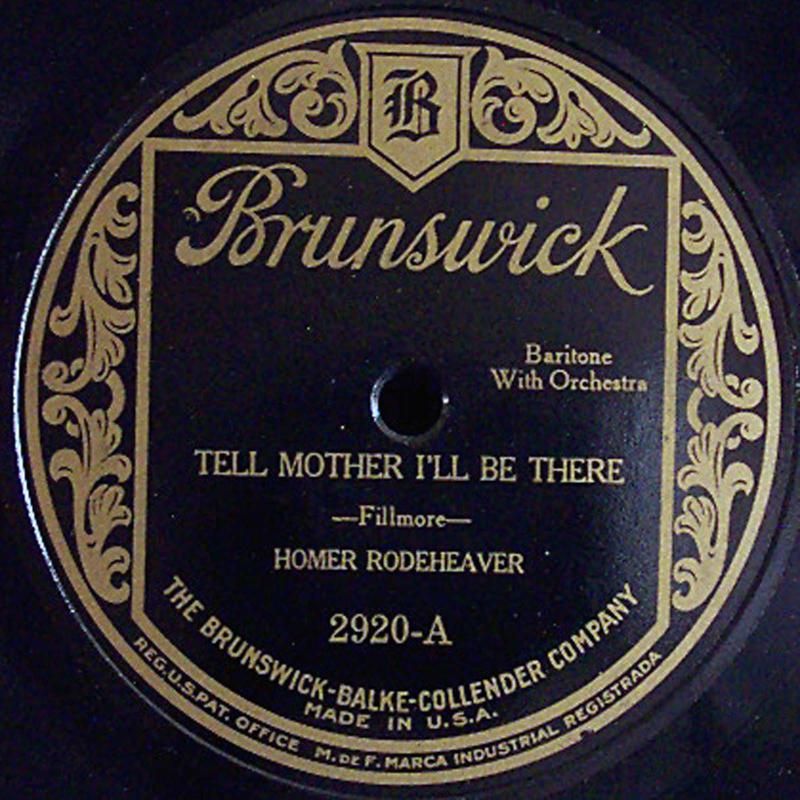 B
Brunswick
Baritone
With Orchestra
TELL MOTHER I'LL BE THERE
—Fillmore—
HOMER RODEHEAVER
2920-A
THE BRUNSWICK-BALKE-COLLENDER COMPANY
MADE IN U.S.A.
REG.U.S.PAT. OFFICE M. DE F. MARCA INDUSTRIAL REGISTRADA